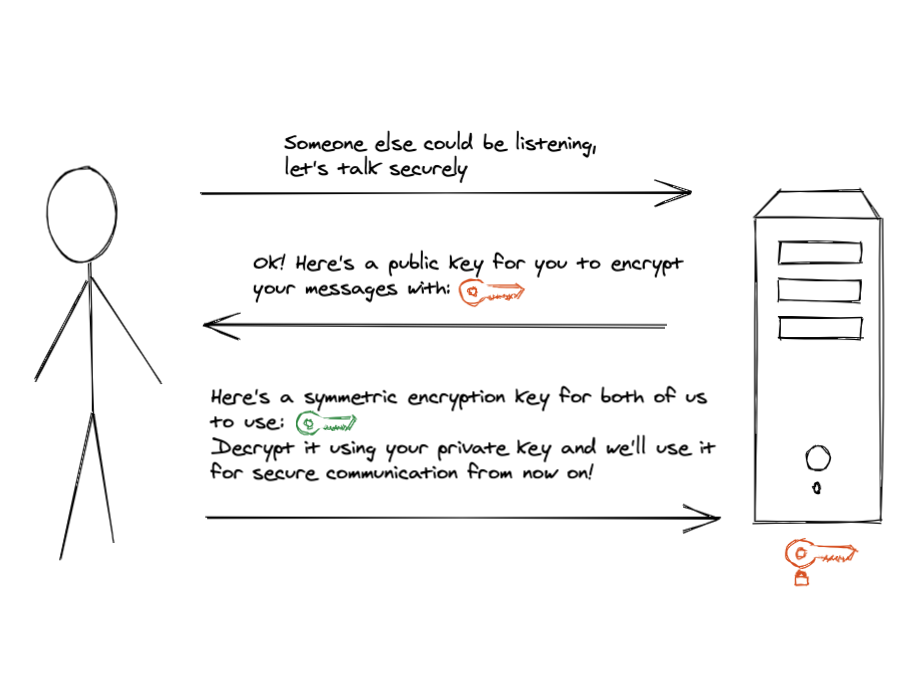 Someone else could be listening,
let's talk securely
OK! Here's a public key for you to encrypt
your messages with:
Here's a symmetric encryption key for both of us
to use:
Decrypt it using your private key and we'll use it
for secure communication from now on!